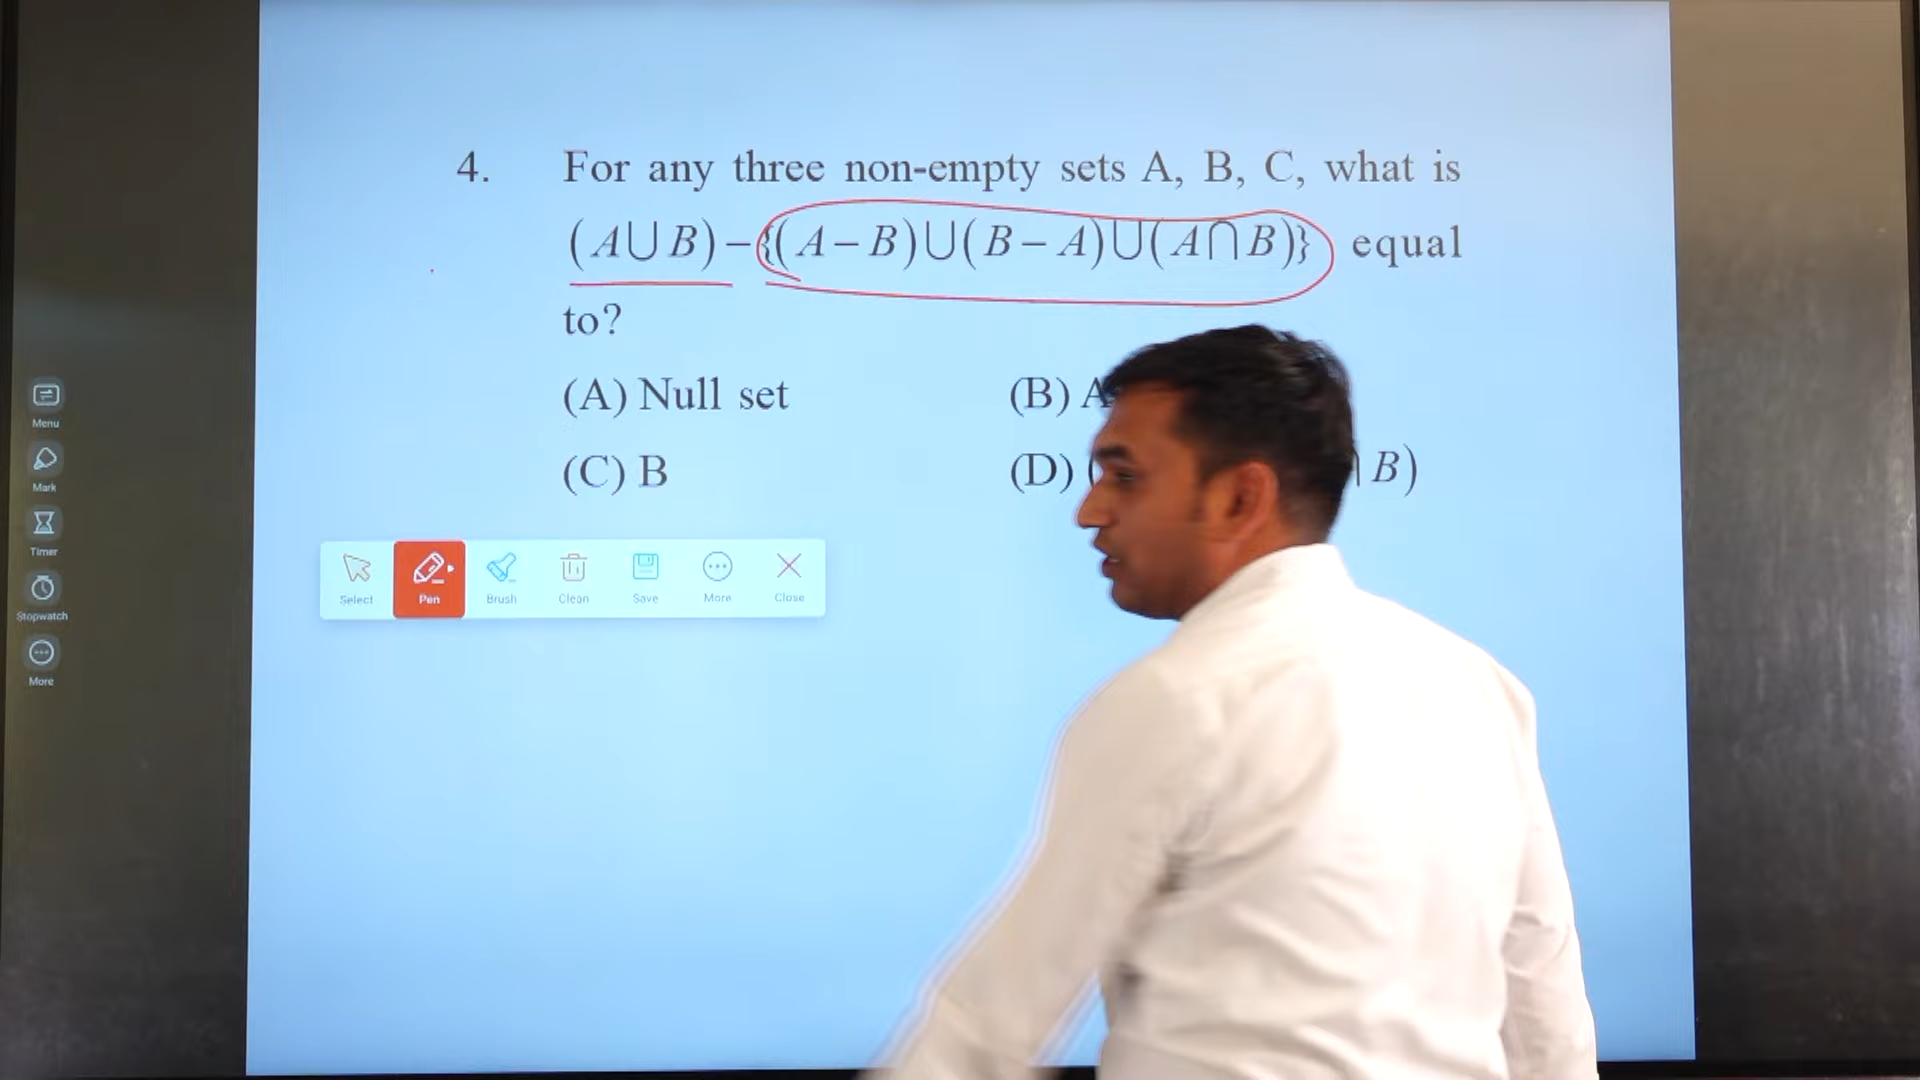 4. For any three non-empty sets A, B, C, what is
(A∪B)−{(A−B)∪(B−A)∪(A∩B)} equal
to?
(A) Null set (B) A
(C) B (D) ( B)
Menu
Mark
Timer
Stopwatch
More
Select Pen Brush Clean Save More Close